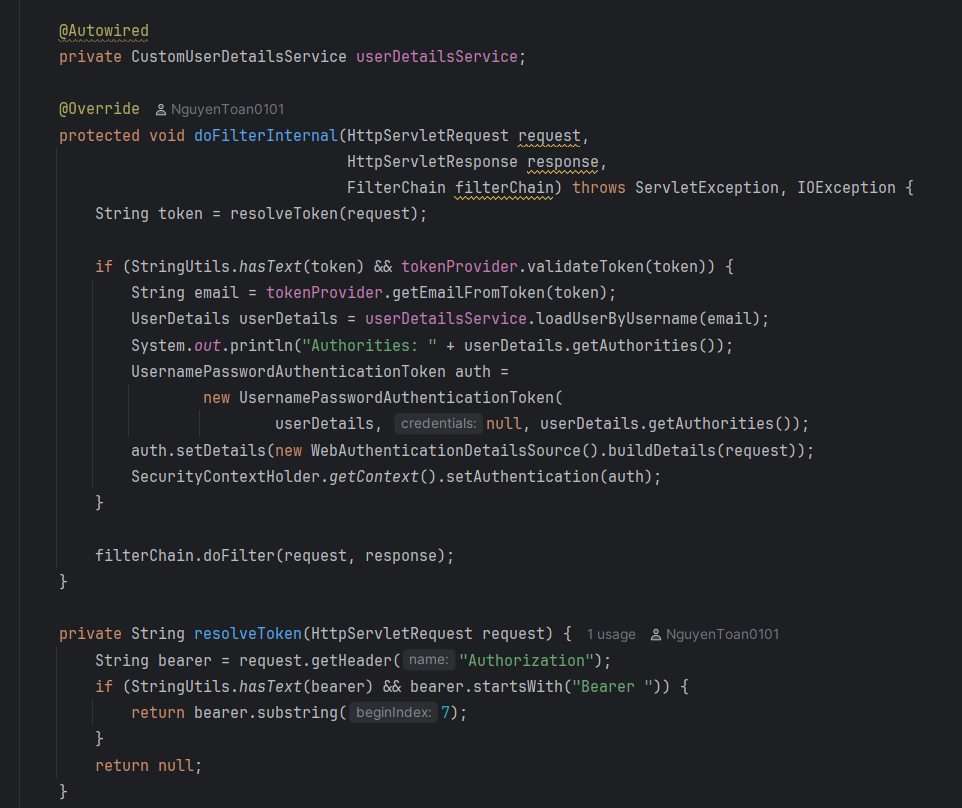 @Autowired
private CustomUserDetailsService userDetailsService;
@Override NguyenToan0101
protected void doFilterInternal(HttpServletRequest request,
HttpServletResponse response,
FilterChain filterChain) throws ServletException, IOException {
String token = resolveToken(request);
if (StringUtils.hasText(token) && tokenProvider.validateToken(token)) {
String email = tokenProvider.getEmailFromToken(token);
UserDetails userDetails = userDetailsService.loadUserByUsername(email);
System.out.println("Authorities: " + userDetails.getAuthorities());
UsernamePasswordAuthenticationToken auth =
new UsernamePasswordAuthenticationToken(
userDetails, credentials: null, userDetails.getAuthorities());
auth.setDetails(new WebAuthenticationDetailsSource().buildDetails(request));
SecurityContextHolder.getContext().setAuthentication(auth);
}
filterChain.doFilter(request, response);
}
private String resolveToken(HttpServletRequest request) { 1 usage NguyenToan0101
String bearer = request.getHeader( name: "Authorization");
if (StringUtils.hasText(bearer) && bearer.startsWith("Bearer ")) {
return bearer.substring( beginIndex: 7);
}
return null;
}